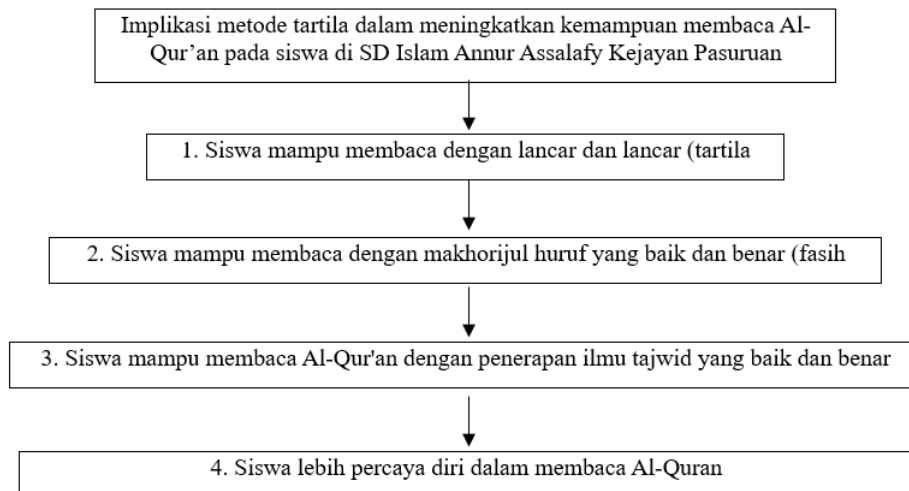 Implikasi metode tartila dalam meningkatkan kemampuan membaca Al-
Qur’an pada siswa di SD Islam Annur Assalafy Kejayan Pasuruan
1. Siswa mampu membaca dengan lancar dan lancar (tartila
2. Siswa mampu membaca dengan makhorijul huruf yang baik dan benar (fasih
3. Siswa mampu membaca Al-Qur'an dengan penerapan ilmu tajwid yang baik dan benar
4. Siswa lebih percaya diri dalam membaca Al-Quran